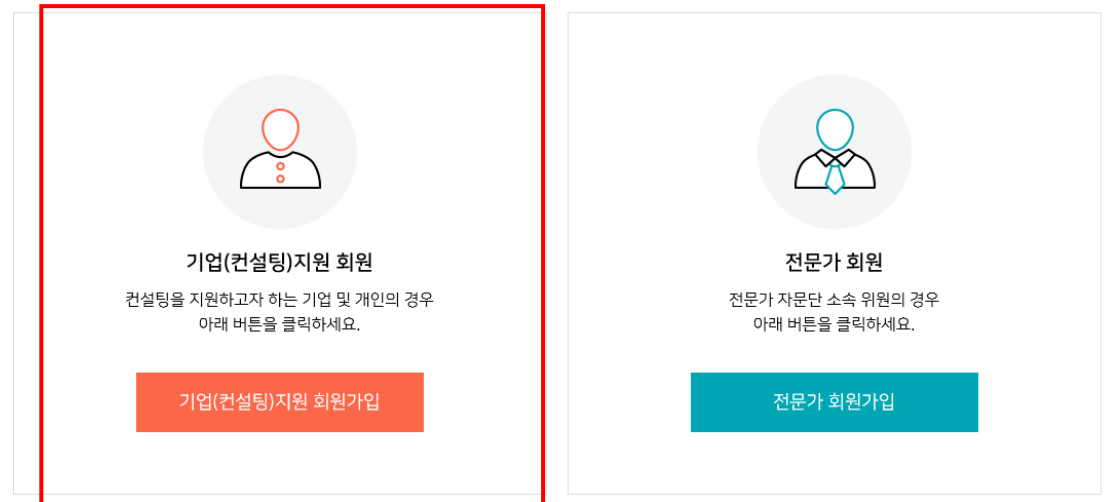 기업(컨설팅)지원 회원
컨설팅을 지원하고자 하는 기업 및 개인의 경우
아래 버튼을 클릭하세요.
기업(컨설팅)지원 회원가입
전문가 회원
전문가 자문단 소속 위원의 경우
아래 버튼을 클릭하세요.
전문가 회원가입